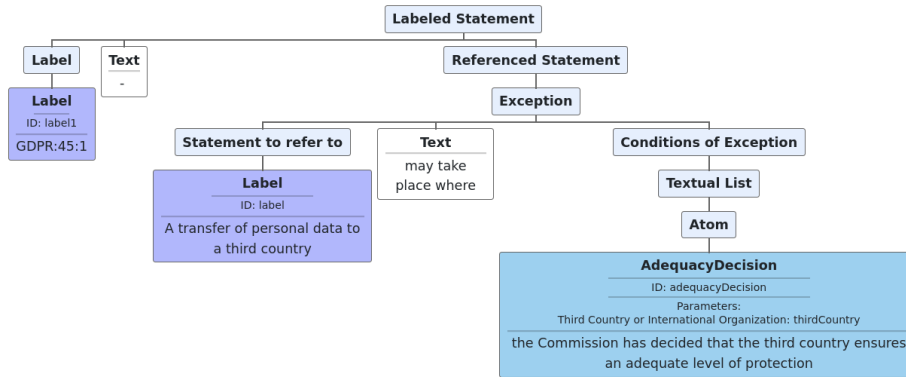 Labeled Statement
Label
Text
Referenced Statement
-
Label
ID: label1
GDPR:45:1
Exception
Statement to refer to
Text
Conditions of Exception
may take
place where
Label
ID: label
A transfer of personal data to
a third country
Textual List
Atom
AdequacyDecision
ID: adequacyDecision
Parameters:
Third Country or International Organization: thirdCountry
the Commission has decided that the third country ensures
an adequate level of protection